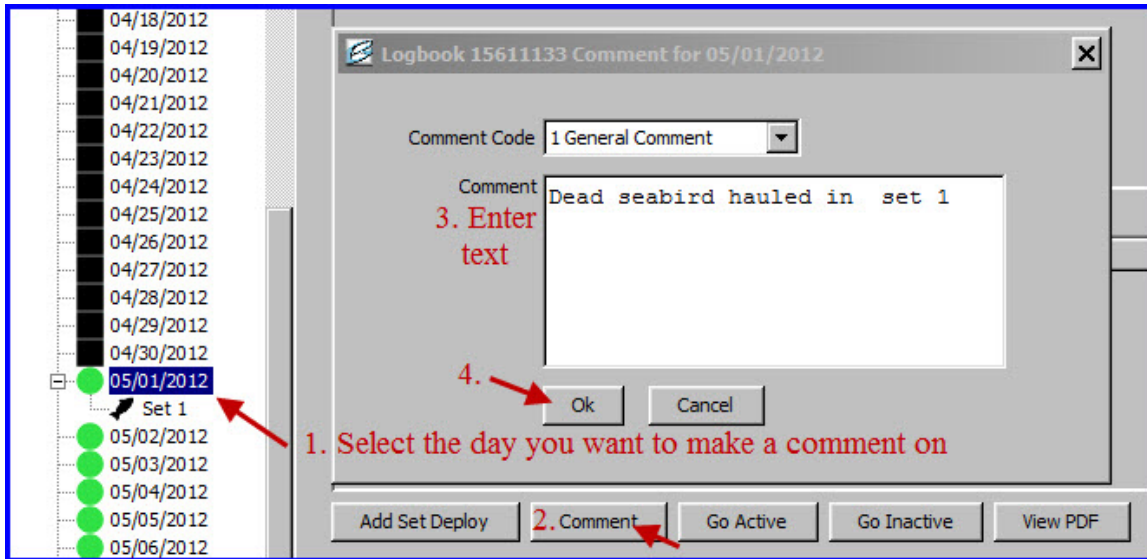 04/18/2012
04/19/2012
04/20/2012
04/21/2012
04/22/2012
04/23/2012
04/24/2012
04/25/2012
04/26/2012
04/27/2012
04/28/2012
04/29/2012
04/30/2012
05/01/2012
Set 1
05/02/2012
05/03/2012
05/04/2012
05/05/2012
05/06/2012
Logbook 15611133 Comment for 05/01/2012
Comment Code 1 General Comment
Comment
Dead seabird hauled in  set 1
3. Enter
text
4.
Ok Cancel
1. Select the day you want to make a comment on
Add Set Deploy 2. Comment Go Active Go Inactive View PDF